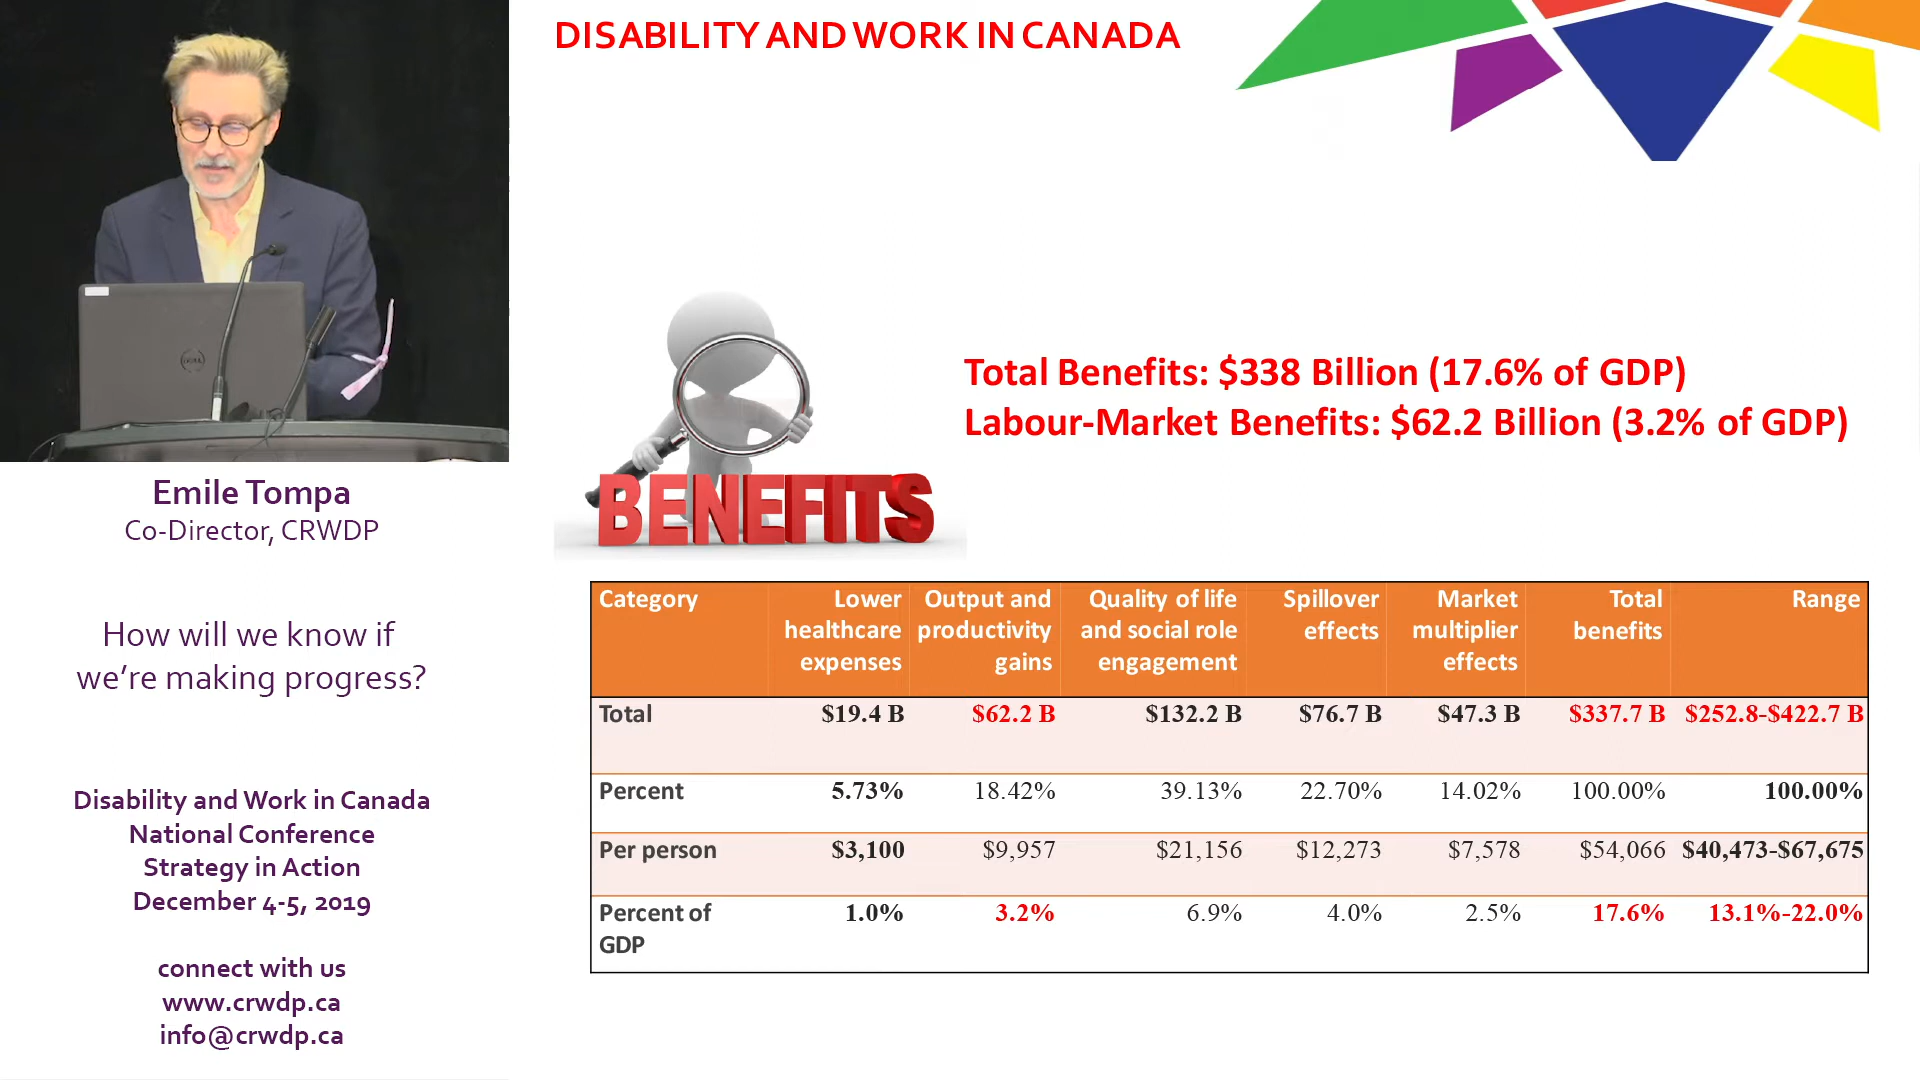 DISABILITY AND WORK IN CANADA
Total Benefits: $338 Billion (17.6% of GDP)
Labour-Market Benefits: $62.2 Billion (3.2% of GDP)
BENEFITS
Emile Tompa
Co-Director, CRWDP
How will we know if
we’re making progress?
Disability and Work in Canada
National Conference
Strategy in Action
December 4-5, 2019
connect with us
www.crwdp.ca
info@crwdp.ca
Category Lower healthcare expenses Output and productivity gains Quality of life and social role engagement Spillover effects Market multiplier effects Total benefits Range
Total $19.4 B $62.2 B $132.2 B $76.7 B $47.3 B $337.7 B $252.8-$422.7 B
Percent 5.73% 18.42% 39.13% 22.70% 14.02% 100.00% 100.00%
Per person $3,100 $9,957 $21,156 $12,273 $7,578 $54,066 $40,473-$67,675
Percent of GDP 1.0% 3.2% 6.9% 4.0% 2.5% 17.6% 13.1%-22.0%